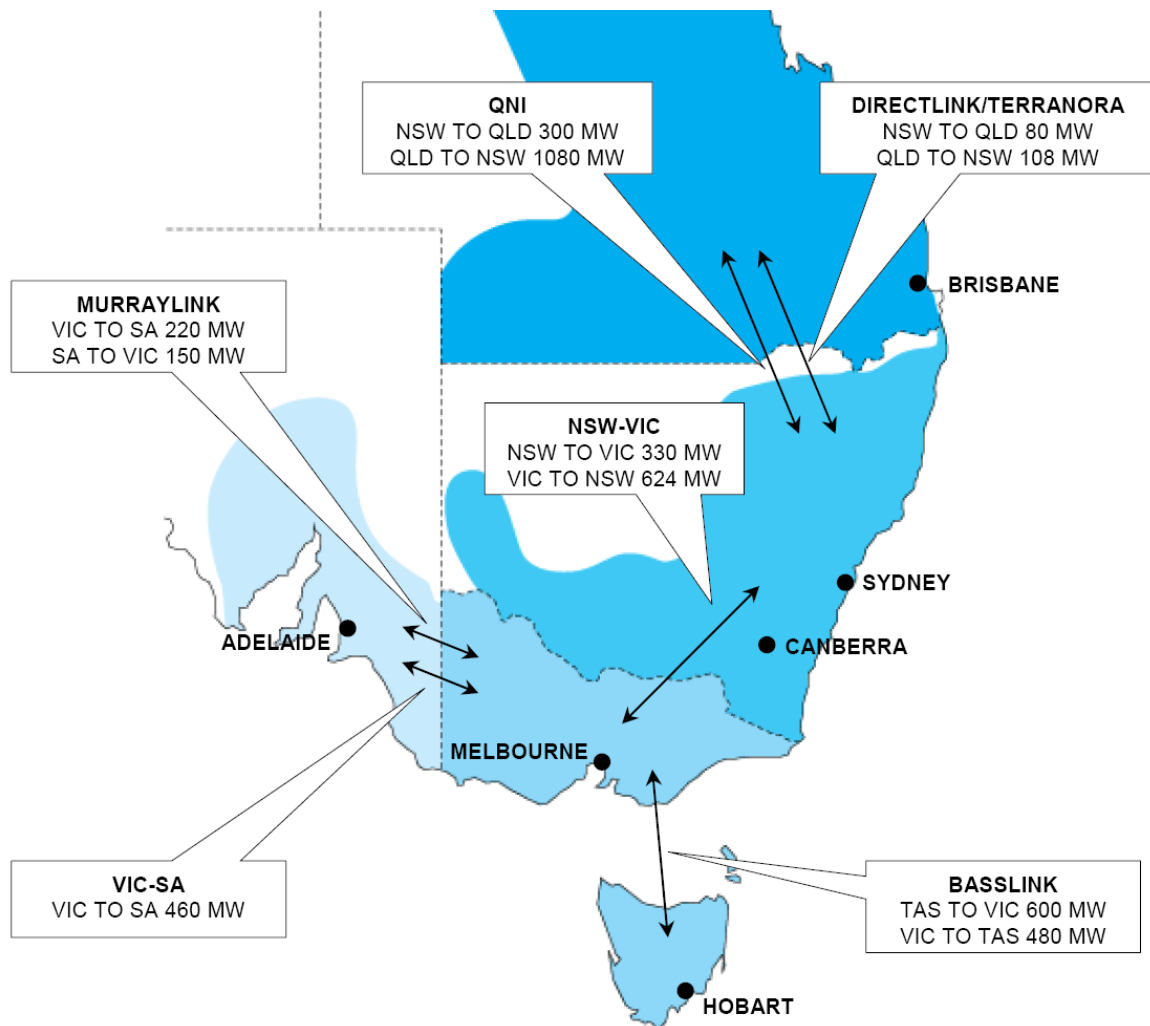 QNI
NSW TO QLD 300 MW
QLD TO NSW 1080 MW
DIRECTLINK/TERRANORA
NSW TO QLD 80 MW
QLD TO NSW 108 MW
BRISBANE
MURRAYLINK
VIC TO SA 220 MW
SA TO VIC 150 MW
NSW-VIC
NSW TO VIC 330 MW
VIC TO NSW 624 MW
SYDNEY
ADELAIDE
CANBERRA
MELBOURNE
VIC-SA
VIC TO SA 460 MW
BASSLINK
TAS TO VIC 600 MW
VIC TO TAS 480 MW
HOBART